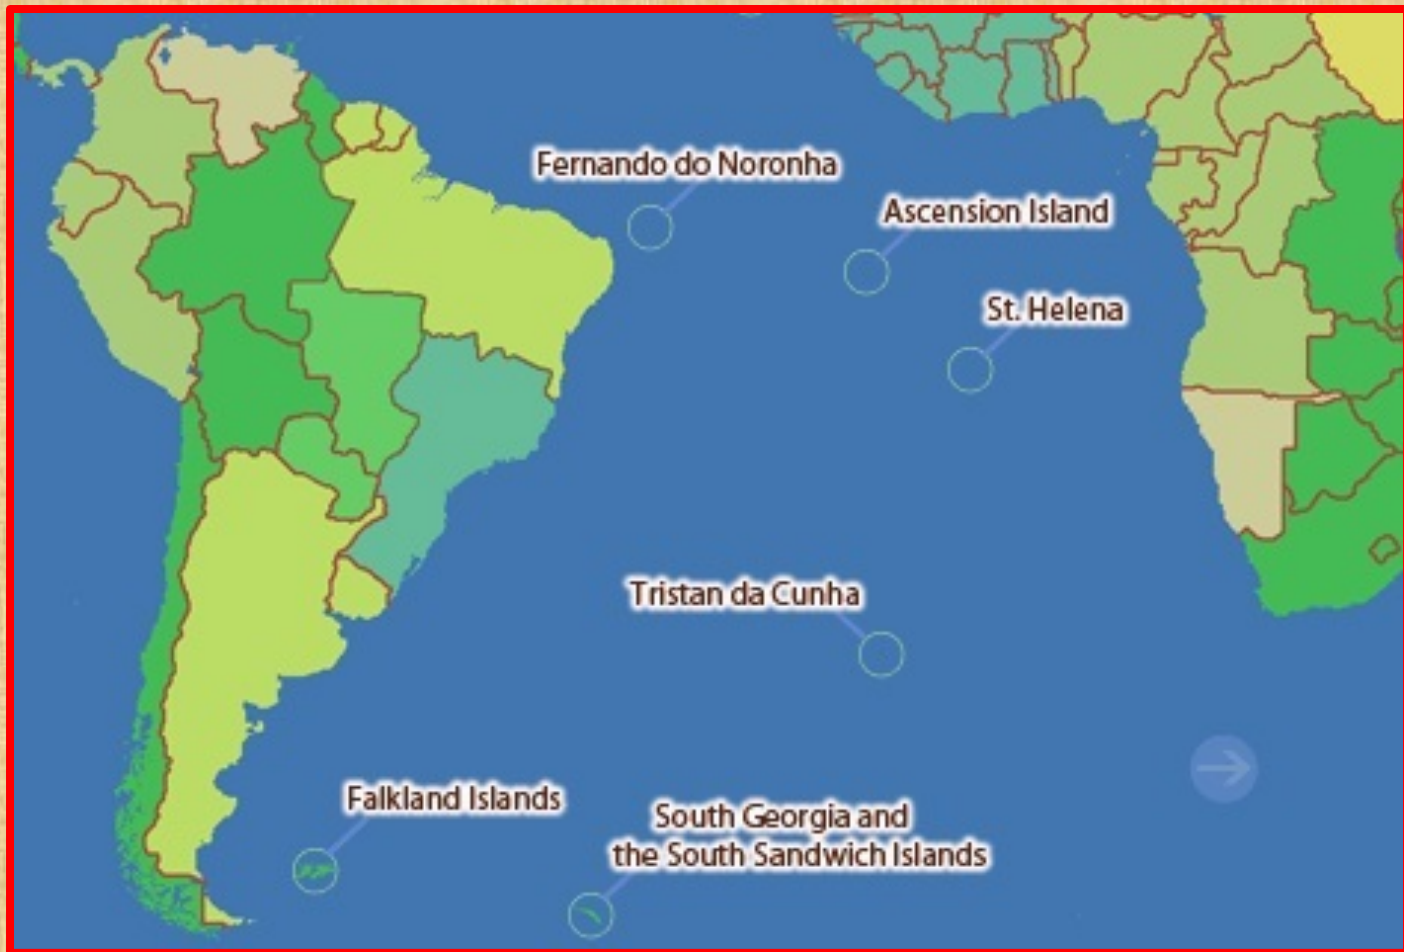 Fernando do Noronha
Ascension Island
St. Helena
Tristan da Cunha
Falkland Islands
South Georgia and
the South Sandwich Islands